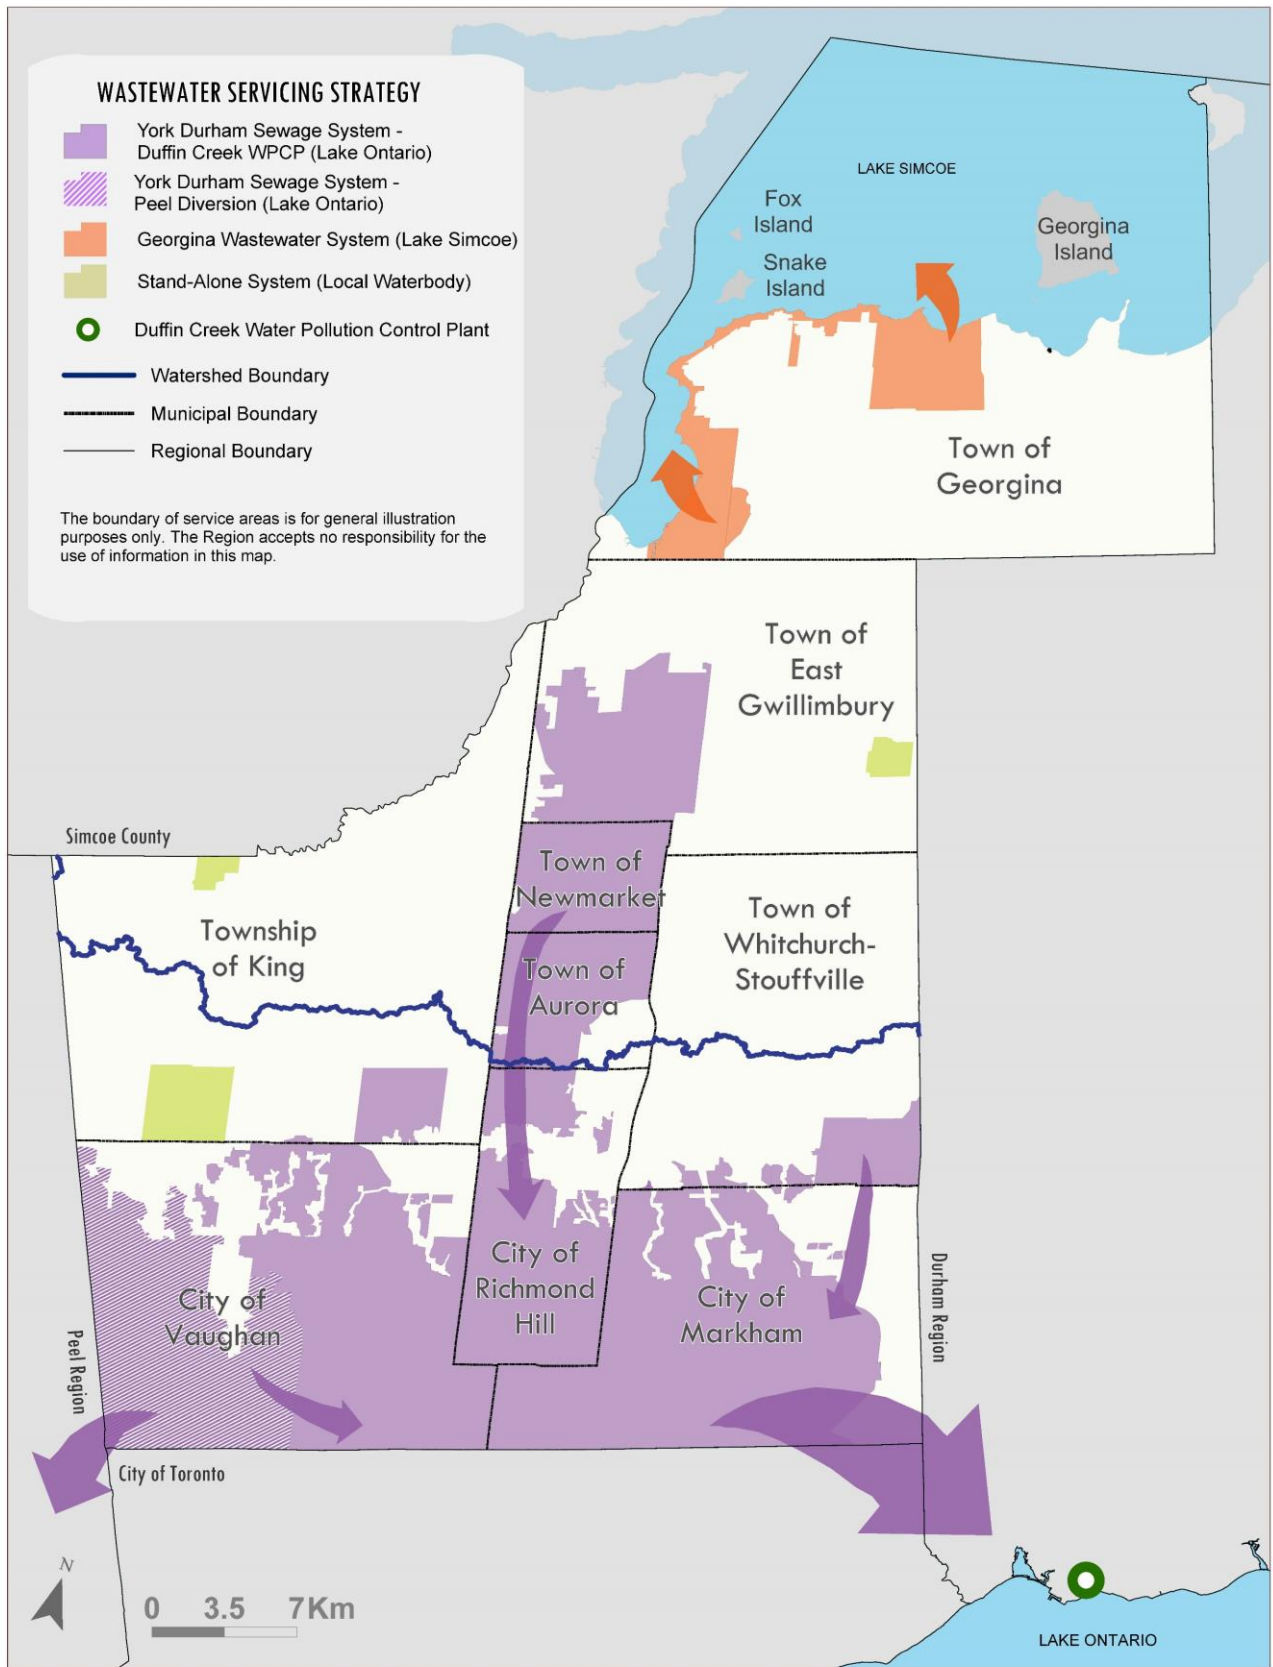 WASTEWATER SERVICING STRATEGY
York Durham Sewage System -
Duffin Creek WPCP (Lake Ontario)
York Durham Sewage System -
Peel Diversion (Lake Ontario)
Georgina Wastewater System (Lake Simcoe)
Stand-Alone System (Local Waterbody)
Duffin Creek Water Pollution Control Plant
Watershed Boundary
Municipal Boundary
Regional Boundary
The boundary of service areas is for general illustration
purposes only. The Region accepts no responsibility for the
use of information in this map.
LAKE SIMCOE
Fox
Island
Georgina
Island
Snake
Island
Town of
Georgina
Town of
East
Gwillimbury
Simcoe County
Town of
Newmarket
Town of
Whitchurch-
Stouffville
Township
of King
Town of
Aurora
City of
Richmond
Hill
City of
Vaughan
City of
Markham
Durham Region
Peel Region
City of Toronto
N
0 3.5 7Km
LAKE ONTARIO